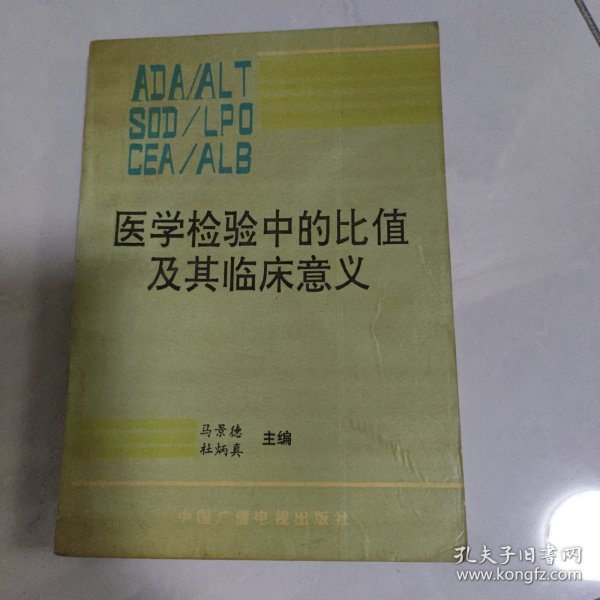 ADA/ALT
SOD/LPO
CEA/ALB
医学检验中的比值
及其临床意义
马景德
杜炳真
主编
中国广播电视出版社
孔夫子旧书网
www.kongfz.com